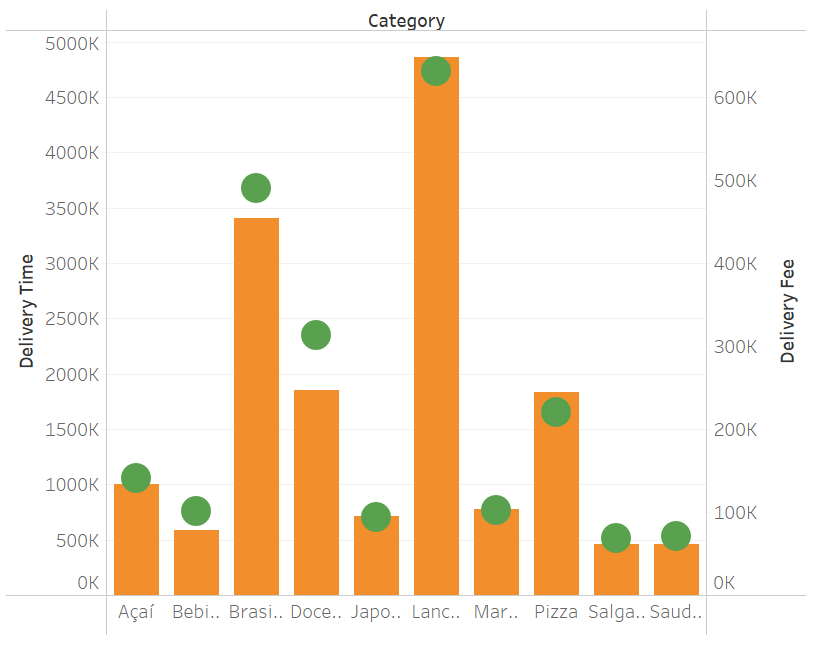 Category
5000K
4500K
4000K
3500K
3000K
2500K
2000K
1500K
1000K
500K
0K
Delivery Time
600K
500K
400K
300K
200K
100K
0K
Delivery Fee
Açaí Bebi.. Brasi.. Doce.. Japo.. Lanc.. Mar.. Pizza Salga.. Saud..